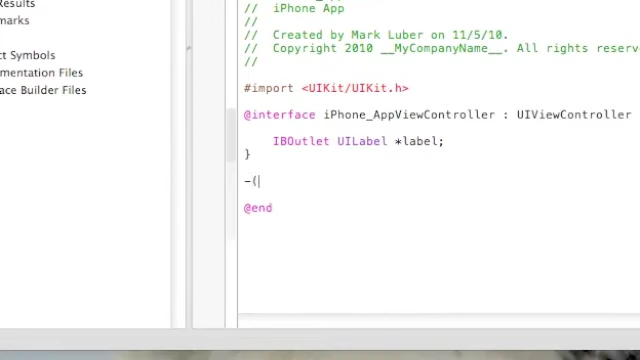 Results
marks
ct Symbols
mentation Files
ace Builder Files
// iPhone App
//
// Created by Mark Luber on 11/5/10.
// Copyright 2010 __MyCompanyName__. All rights reserve
//
#import <UIKit/UIKit.h>
@interface iPhone_AppViewController : UIViewController
IBOutlet UILabel *label;
}
-(
@end